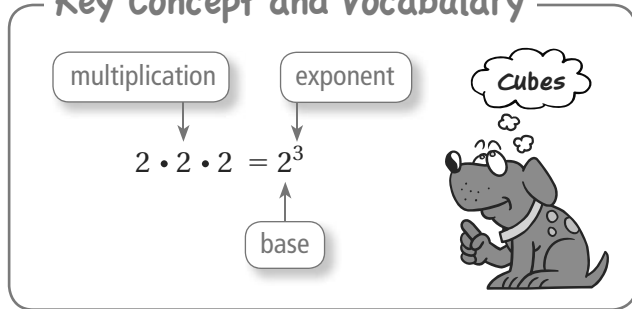 Key Concept and Vocabulary
multiplication
exponent
Cubes
2 • 2 • 2 = 2³
base